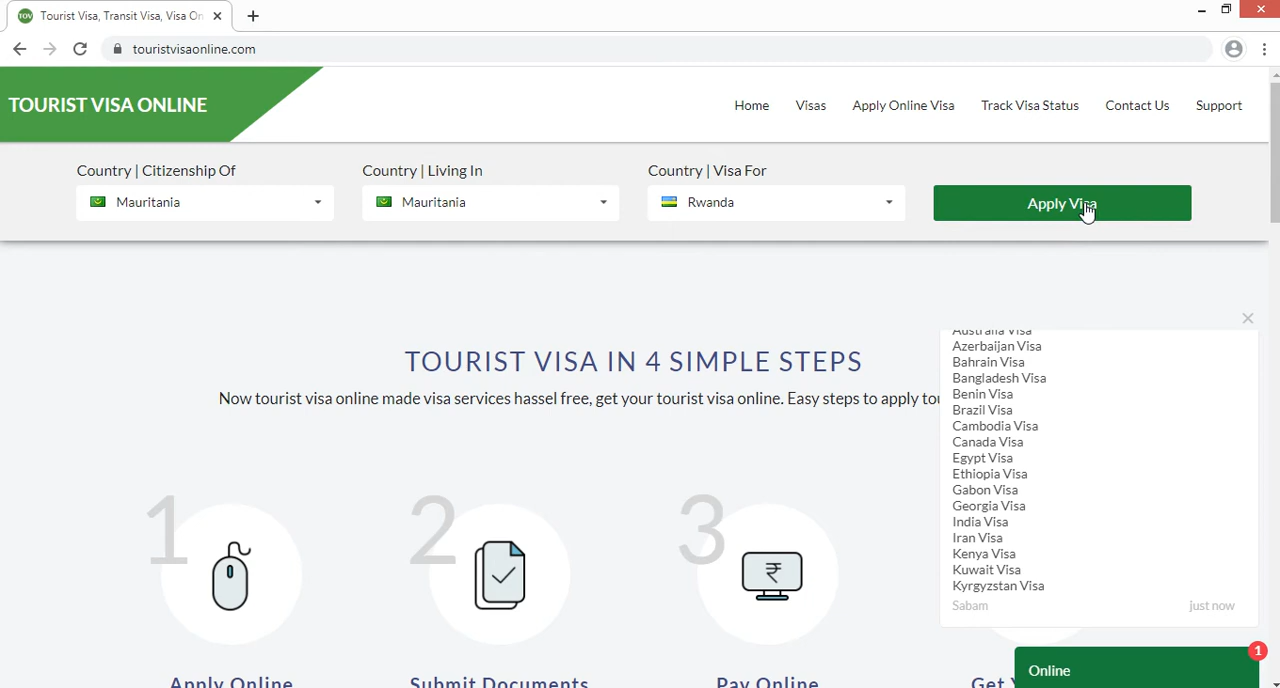 TOV Tourist Visa, Transit Visa, Visa On
touristvisaonline.com
TOURIST VISA ONLINE
Home Visas Apply Online Visa Track Visa Status Contact Us Support
Country | Citizenship Of Country | Living In Country | Visa For
Mauritania Mauritania Rwanda Apply Visa
TOURIST VISA IN 4 SIMPLE STEPS
Now tourist visa online made visa services hassel free, get your tourist visa online. Easy steps to apply tou
Australia Visa
Azerbaijan Visa
Bahrain Visa
Bangladesh Visa
Benin Visa
Brazil Visa
Cambodia Visa
Canada Visa
Egypt Visa
Ethiopia Visa
Gabon Visa
Georgia Visa
India Visa
Iran Visa
Kenya Visa
Kuwait Visa
Kyrgyzstan Visa
Sabam just now
1 2 3
₹
Apply Online Submit Documents Pay Online Get
Online 1